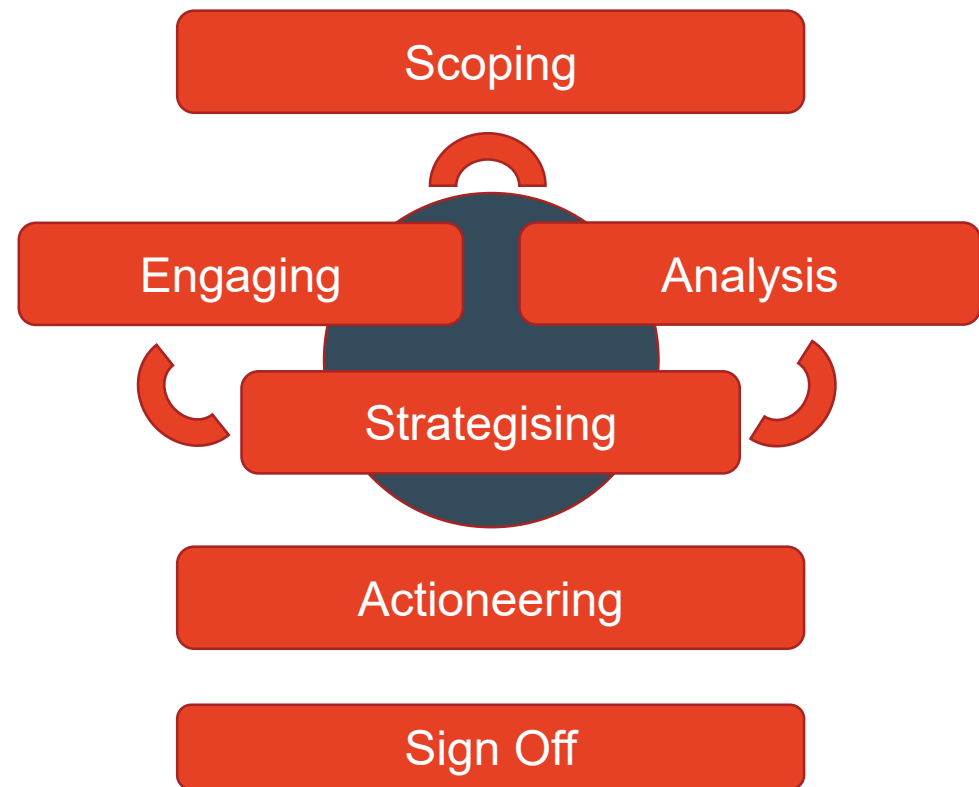 Scoping
Engaging
Analysis
Strategising
Actioneering
Sign Off